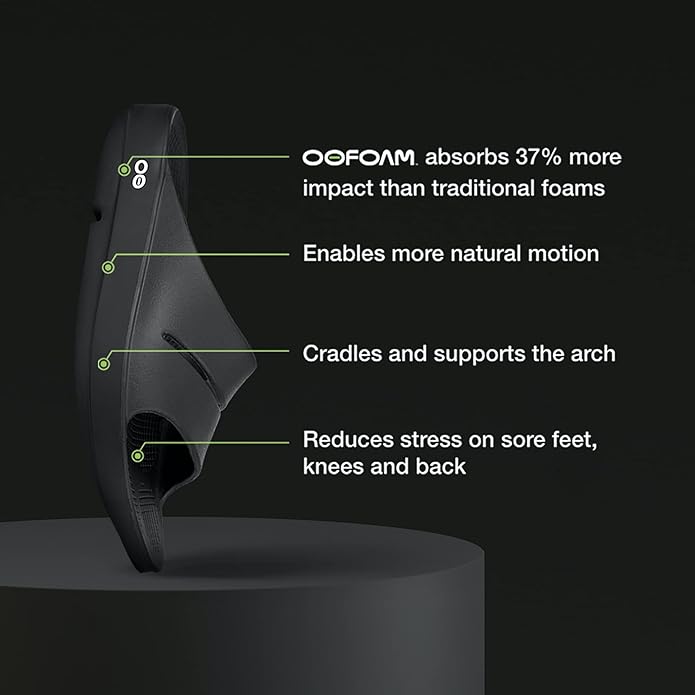 OOFOAM™ absorbs 37% more
impact than traditional foams
Enables more natural motion
Cradles and supports the arch
Reduces stress on sore feet,
knees and back